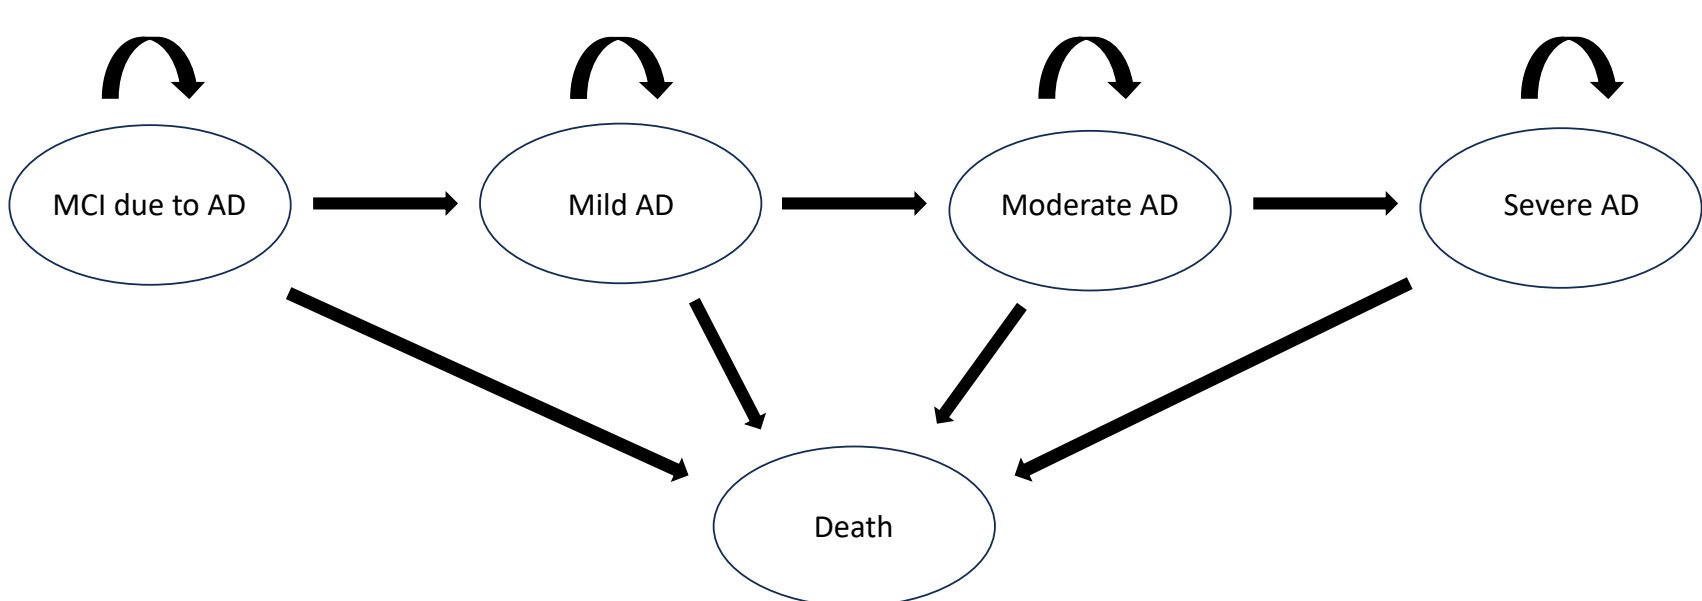 MCI due to AD
Mild AD
Moderate AD
Severe AD
Death